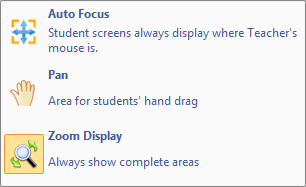 Auto Focus
Student screens always display where Teacher's
mouse is.
Pan
Area for students' hand drag
Zoom Display
Always show complete areas